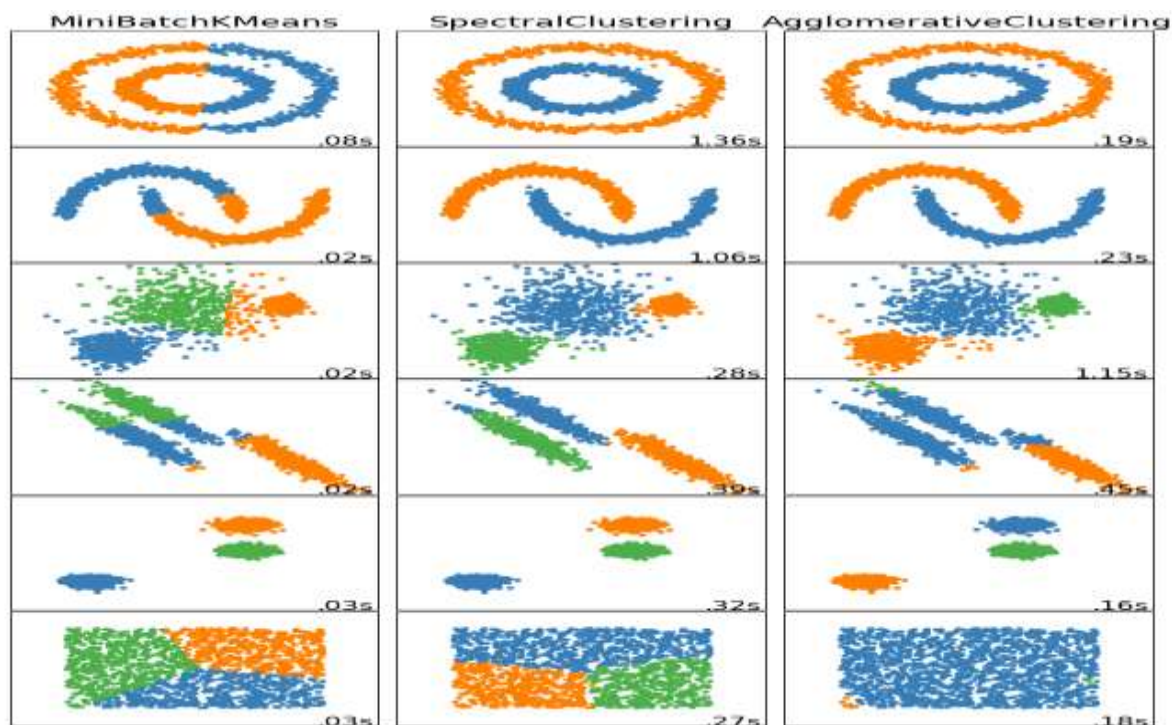 MiniBatchKMeans SpectralClustering AgglomerativeClustering
.08s 1.36s .19s
.02s 1.06s .23s
.02s .28s 1.15s
.02s .39s .45s
.03s .32s .16s
.03s .27s .18s